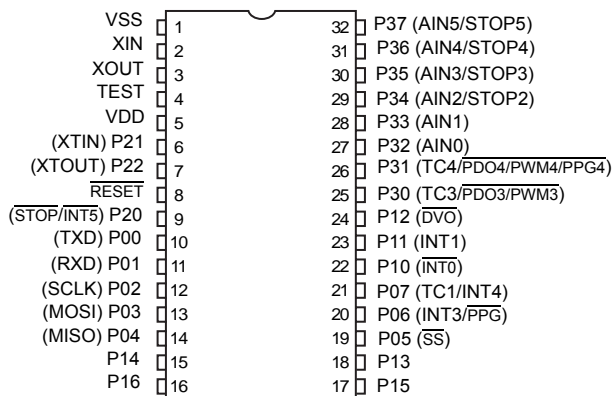 VSS 1 32 P37 (AIN5/STOP5)
XIN 2 31 P36 (AIN4/STOP4)
XOUT 3 30 P35 (AIN3/STOP3)
TEST 4 29 P34 (AIN2/STOP2)
VDD 5 28 P33 (AIN1)
(XTIN) P21 6 27 P32 (AIN0)
(XTOUT) P22 7 26 P31 (TC4/PDO4/PWM4/PPG4)
RESET 8 25 P30 (TC3/PDO3/PWM3)
(STOP/INT5) P20 9 24 P12 (DVO)
(TXD) P00 10 23 P11 (INT1)
(RXD) P01 11 22 P10 (INT0)
(SCLK) P02 12 21 P07 (TC1/INT4)
(MOSI) P03 13 20 P06 (INT3/PPG)
(MISO) P04 14 19 P05 (SS)
P14 15 18 P13
P16 16 17 P15